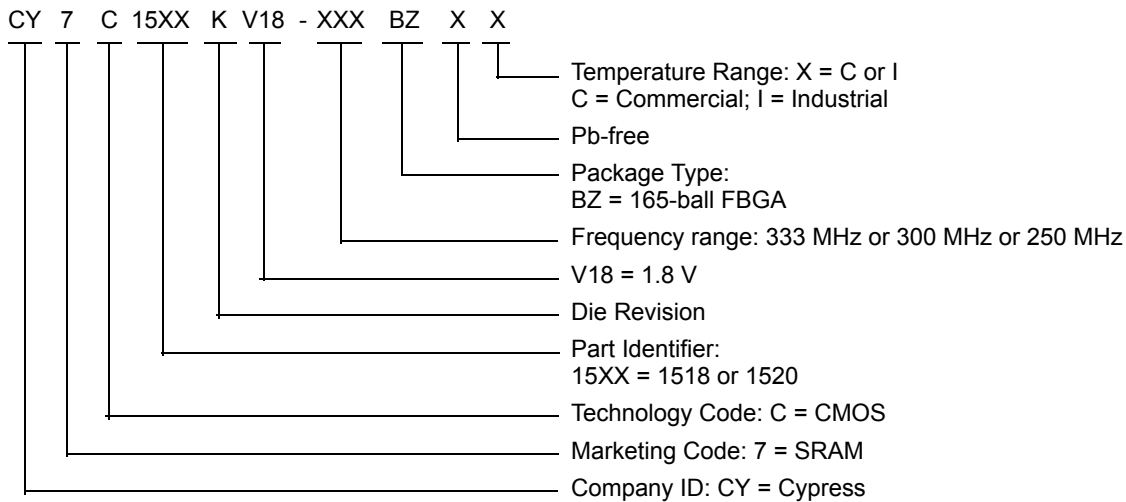 CY 7 C 15XX K V18 - XXX BZ X X
Temperature Range: X = C or I
C = Commercial; I = Industrial
Pb-free
Package Type:
BZ = 165-ball FBGA
Frequency range: 333 MHz or 300 MHz or 250 MHz
V18 = 1.8 V
Die Revision
Part Identifier:
15XX = 1518 or 1520
Technology Code: C = CMOS
Marketing Code: 7 = SRAM
Company ID: CY = Cypress